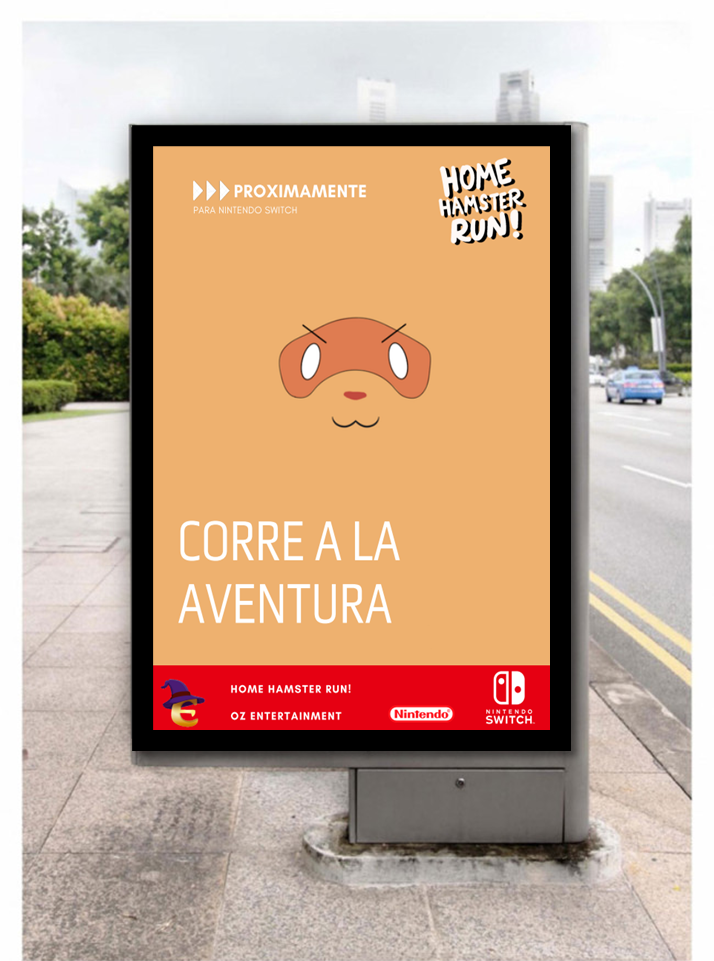 PROXIMAMENTE
PARA NINTENDO SWITCH
HOME
HAMSTER
RUN!
CORRE A LA
AVENTURA
HOME HAMSTER RUN!
OZ ENTERTAINMENT
E
Nintendo
NINTENDO
SWITCH